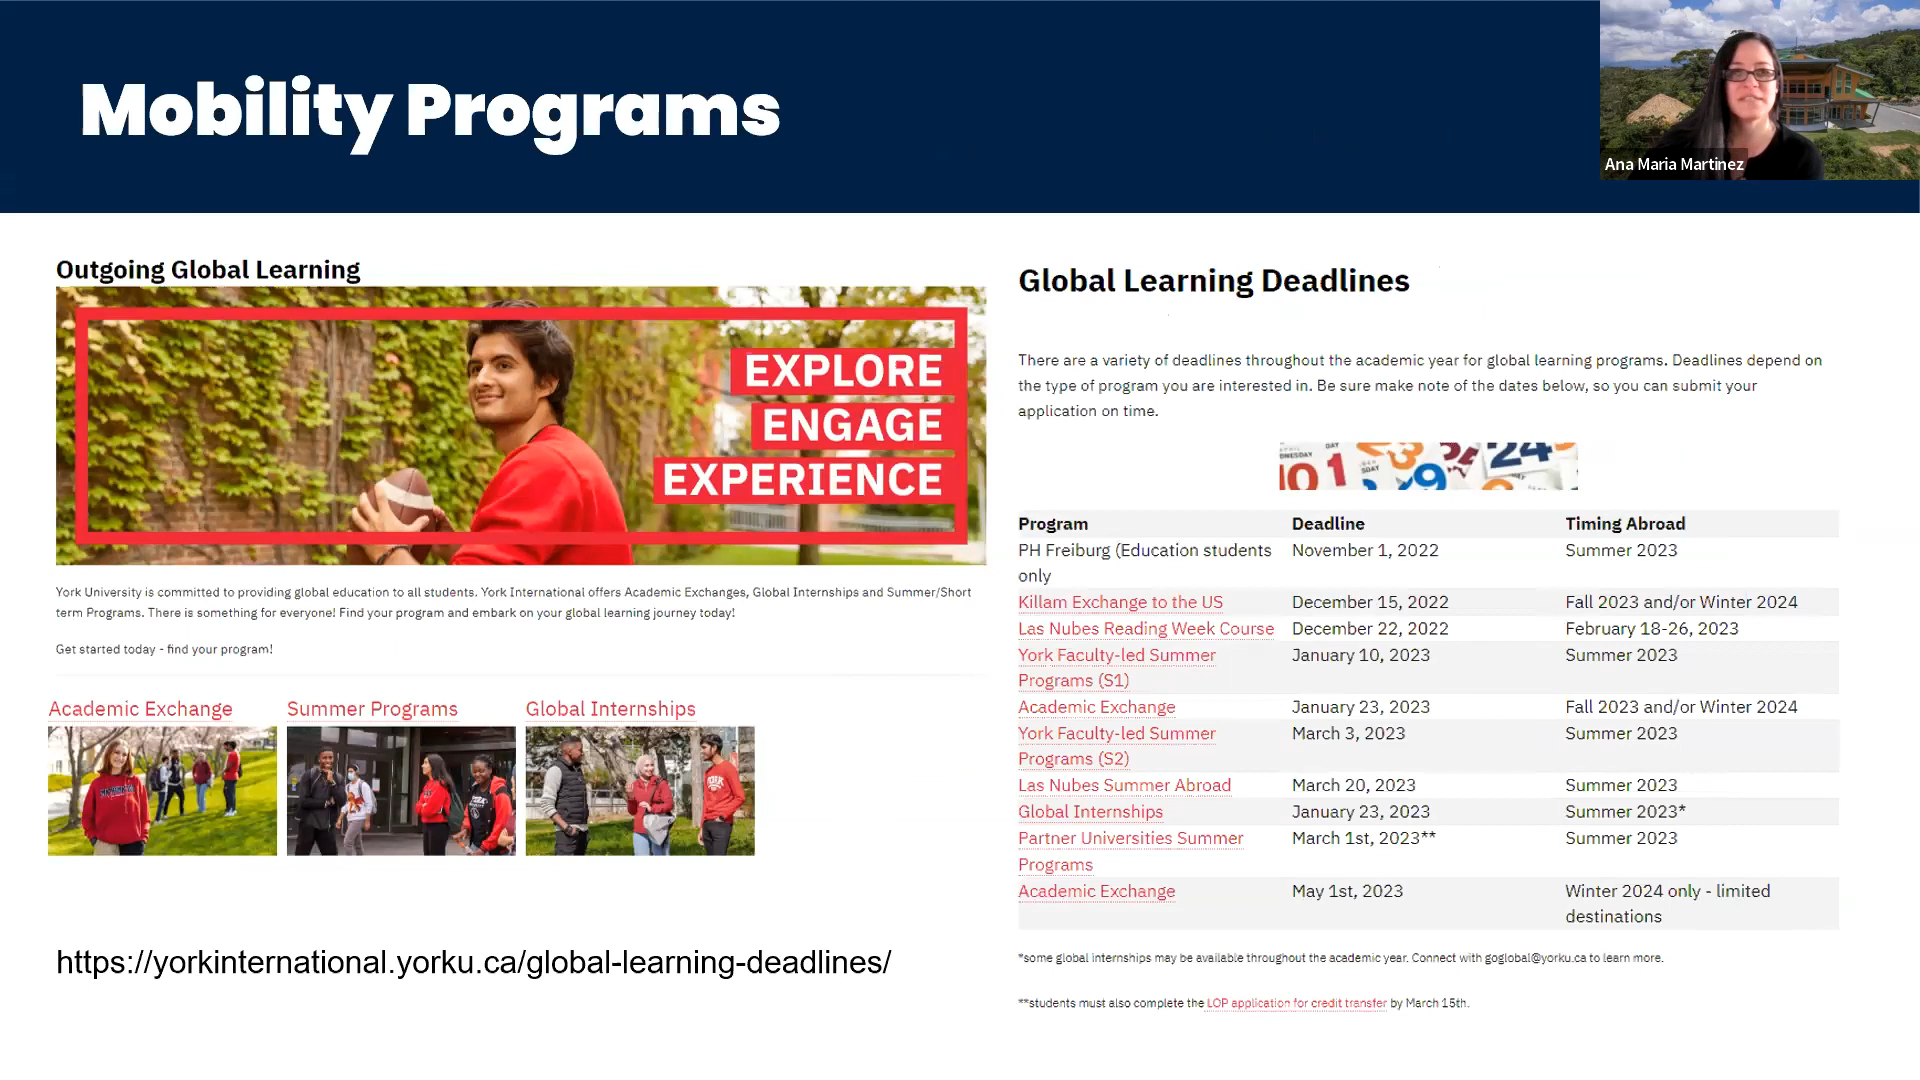 Mobility Programs
Ana Maria Martinez
Outgoing Global Learning
EXPLORE
ENGAGE
EXPERIENCE
York University is committed to providing global education to all students. York International offers Academic Exchanges, Global Internships and Summer/Short
term Programs. There is something for everyone! Find your program and embark on your global learning journey today!
Get started today - find your program!
Academic Exchange Summer Programs Global Internships
https://yorkinternational.yorku.ca/global-learning-deadlines/
Global Learning Deadlines
There are a variety of deadlines throughout the academic year for global learning programs. Deadlines depend on
the type of program you are interested in. Be sure make note of the dates below, so you can submit your
application on time.
Program Deadline Timing Abroad
PH Freiburg (Education students November 1, 2022 Summer 2023
only
Killam Exchange to the US December 15, 2022 Fall 2023 and/or Winter 2024
Las Nubes Reading Week Course December 22, 2022 February 18-26, 2023
York Faculty-led Summer January 10, 2023 Summer 2023
Programs (S1)
Academic Exchange January 23, 2023 Fall 2023 and/or Winter 2024
York Faculty-led Summer March 3, 2023 Summer 2023
Programs (S2)
Las Nubes Summer Abroad March 20, 2023 Summer 2023
Global Internships January 23, 2023 Summer 2023*
Partner Universities Summer March 1st, 2023** Summer 2023
Programs
Academic Exchange May 1st, 2023 Winter 2024 only - limited
destinations
*some global internships may be available throughout the academic year. Connect with goglobal@yorku.ca to learn more.
**students must also complete the LOP application for credit transfer by March 15th.